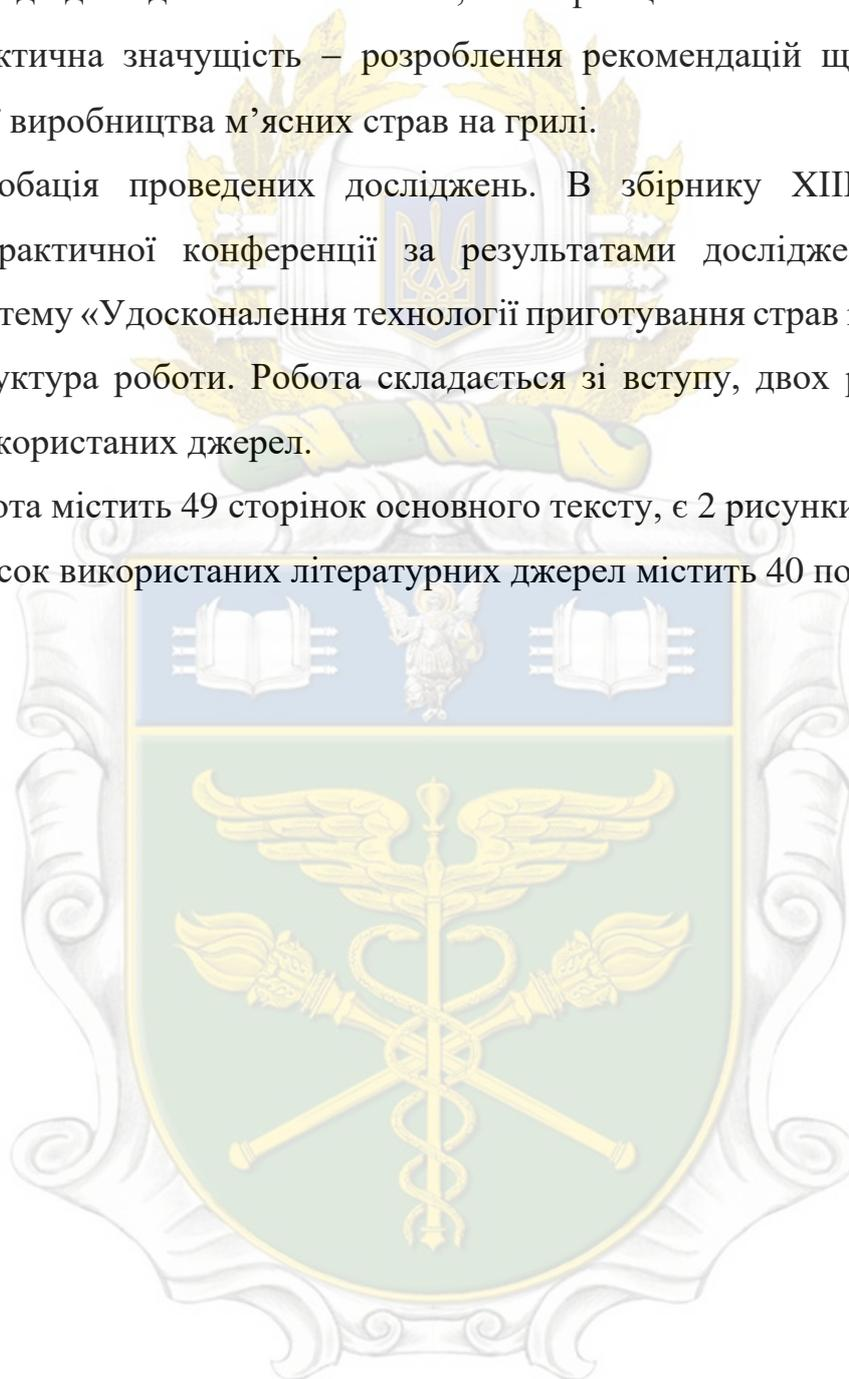 ктична значущість – розроблення рекомендацій щ
виробництва м’ясних страв на грилі.
обація проведених досліджень. В збірнику XIII
рактичної конференції за результатами дослідже
тему «Удосконалення технології приготування страв
уктура роботи. Робота складається зі вступу, двох р
користаних джерел.
ота містить 49 сторінок основного тексту, є 2 рисунки
сок використаних літературних джерел містить 40 по